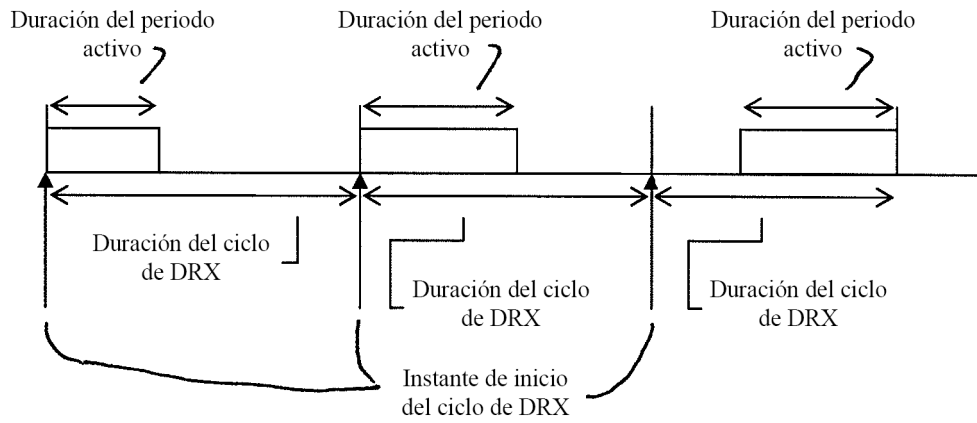 Duración del periodo
activo
Duración del periodo
activo
Duración del periodo
activo
Duración del ciclo
de DRX
Duración del ciclo
de DRX
Duración del ciclo
de DRX
Instante de inicio
del ciclo de DRX